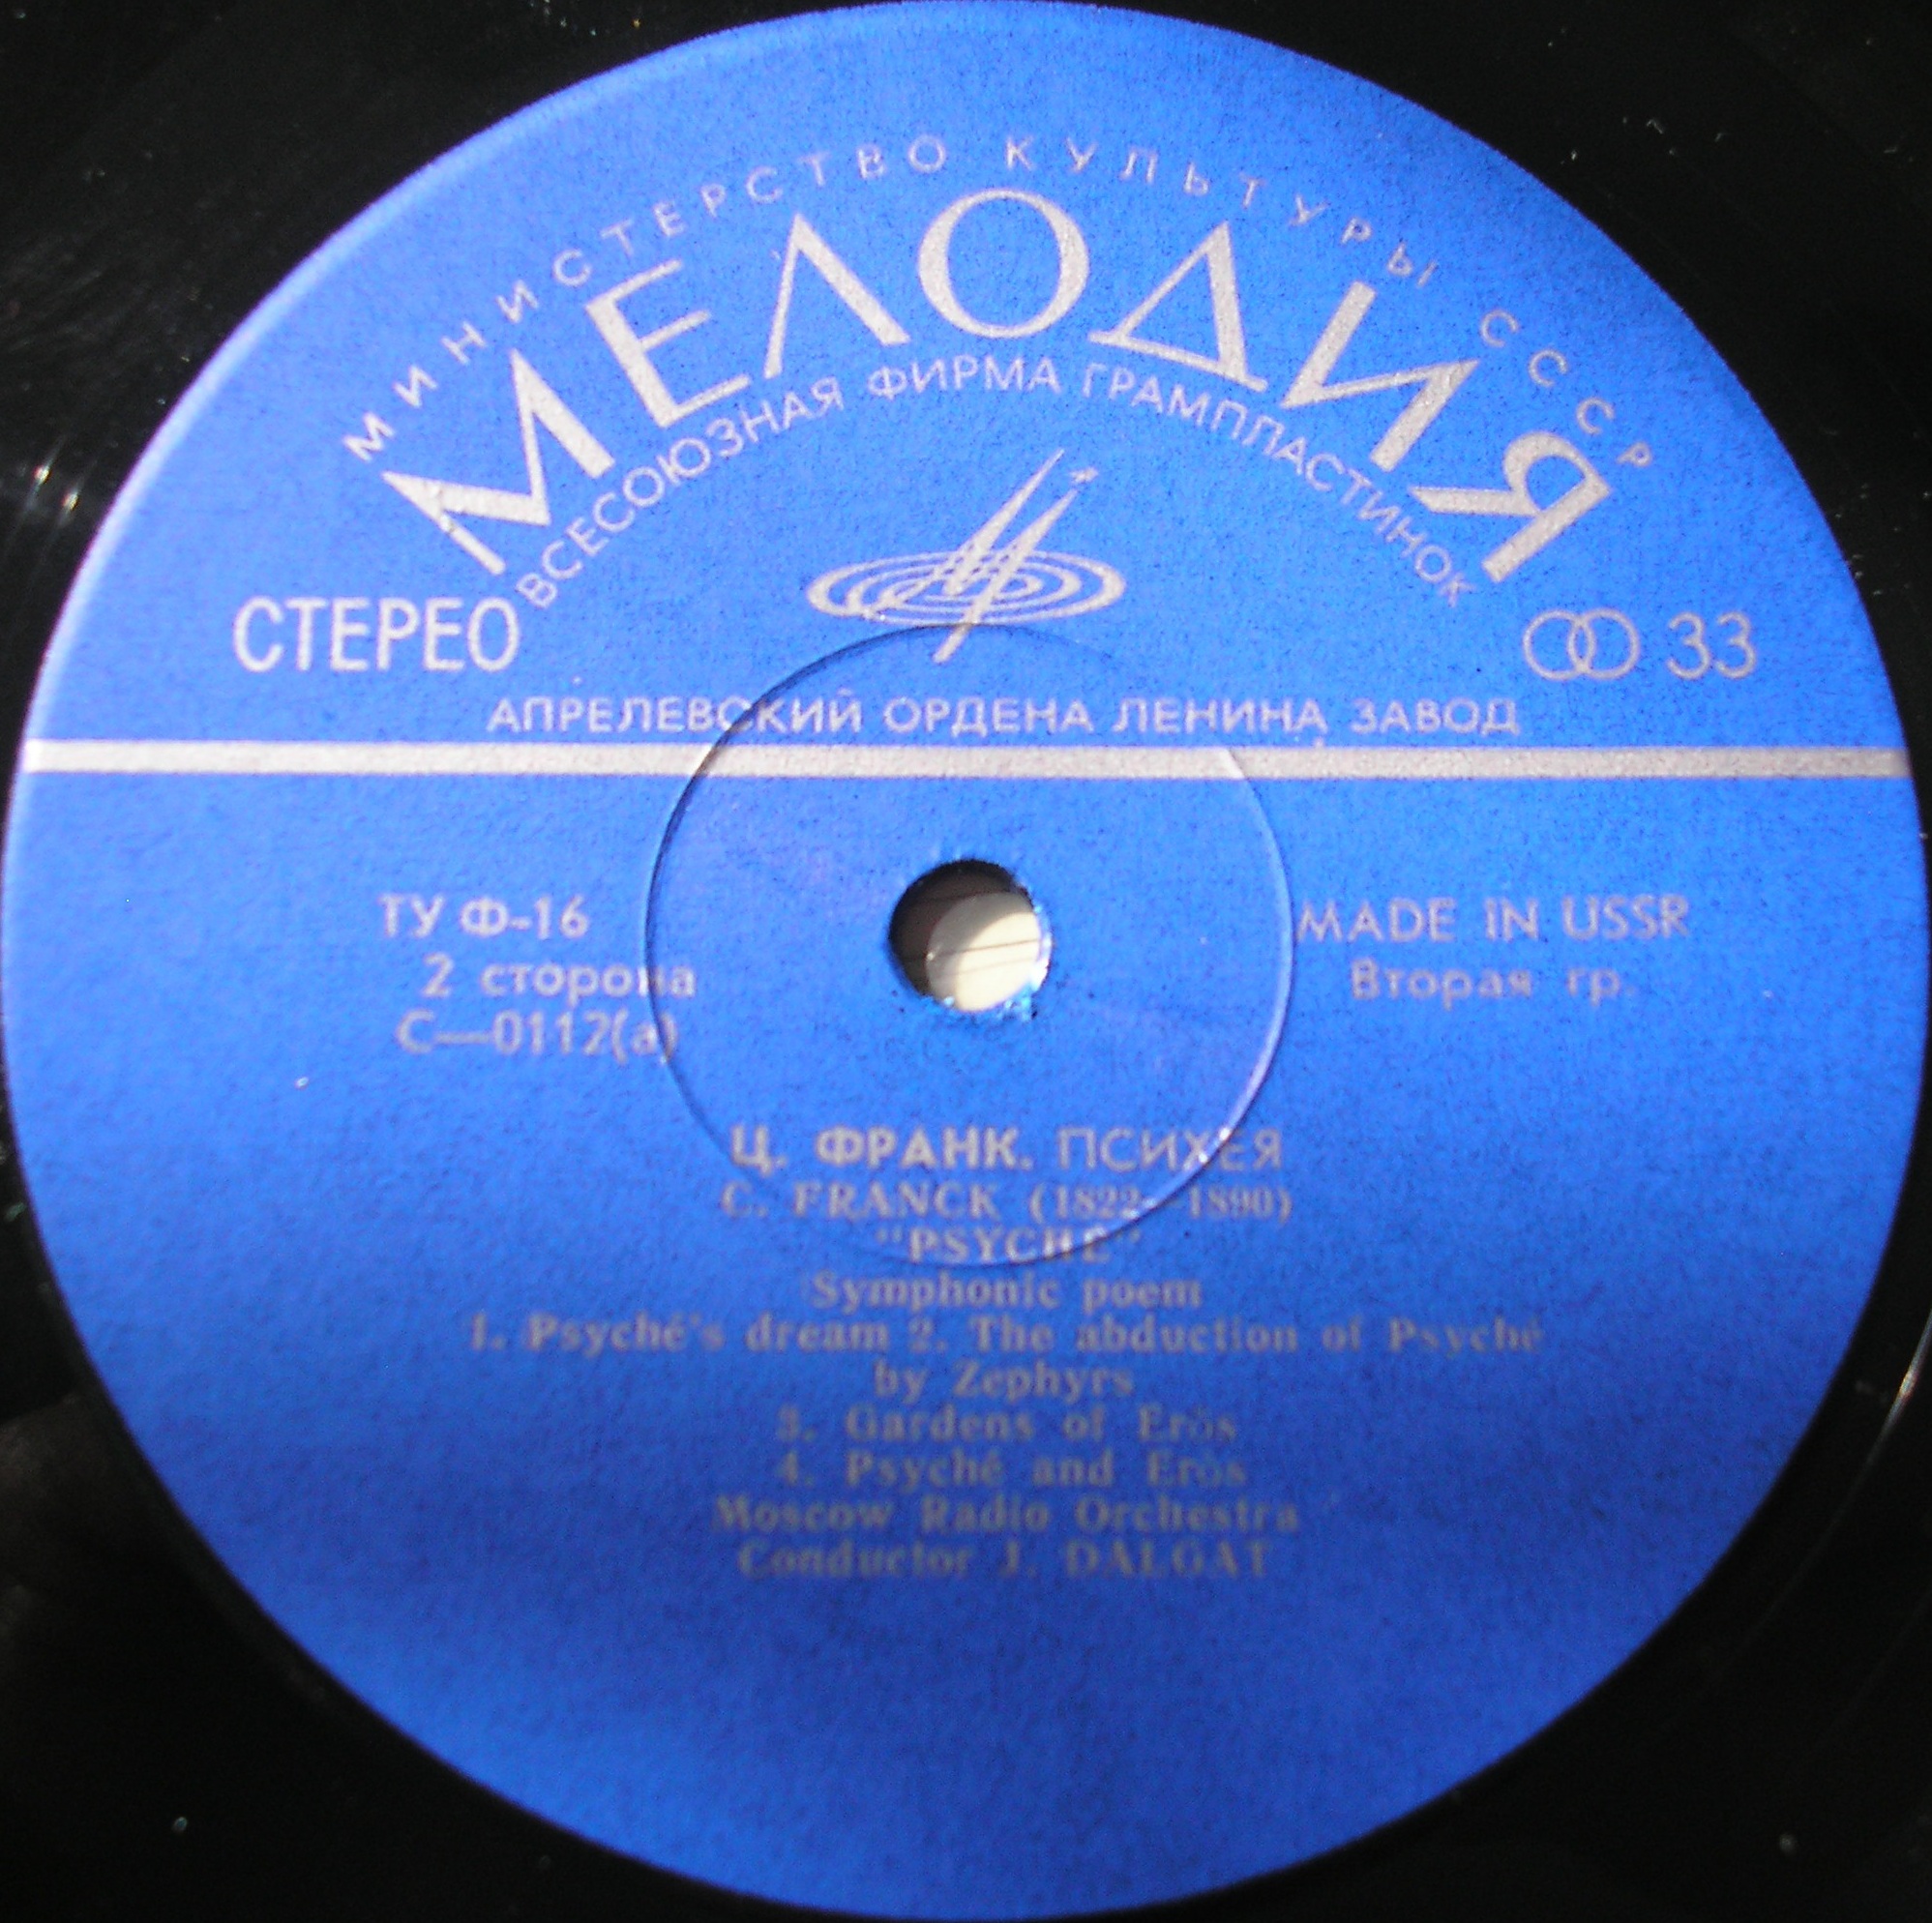 МИНИСТЕРСТВО КУЛЬТУРЫ СССР
МЕЛОДИЯ
ВСЕСОЮЗНАЯ ФИРМА ГРАМПЛАСТИНОК
СТЕРЕО
33
АПРЕЛЕВСКИЙ ОРДЕНА ЛЕНИНА ЗАВОД
ТУ Ф-16
2 сторона
С—0112(а)
MADE IN USSR
Вторая гр.
Ц. ФРАНК. ПСИХЕЯ
C. FRANCK (1822—1890)
"PSYCHE"
Symphonic poem
1. Psyché's dream 2. The abduction of Psyché
by Zephyrs
3. Gardens of Erôs
4. Psyché and Erôs
Moscow Radio Orchestra
Conductor J. DALGAT